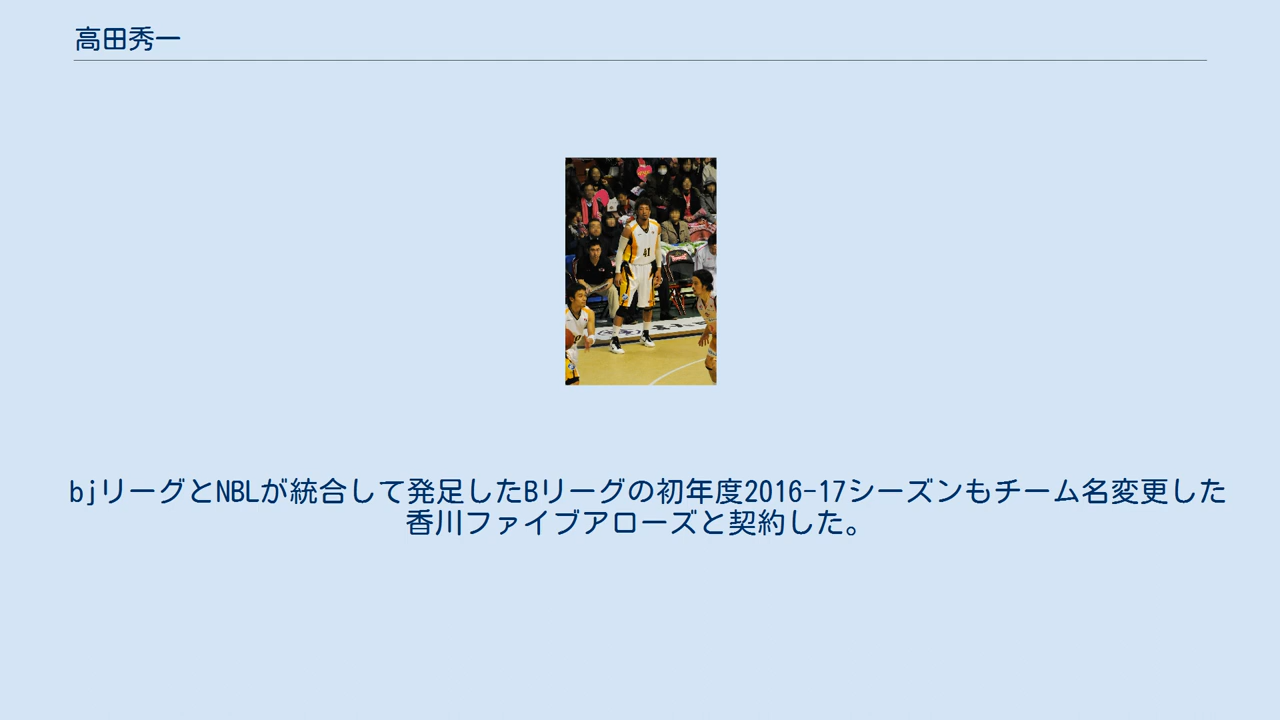 高田秀一
41
bjリーグとNBLが統合して発足したBリーグの初年度2016-17シーズンもチーム名変更した
香川ファイブアローズと契約した。